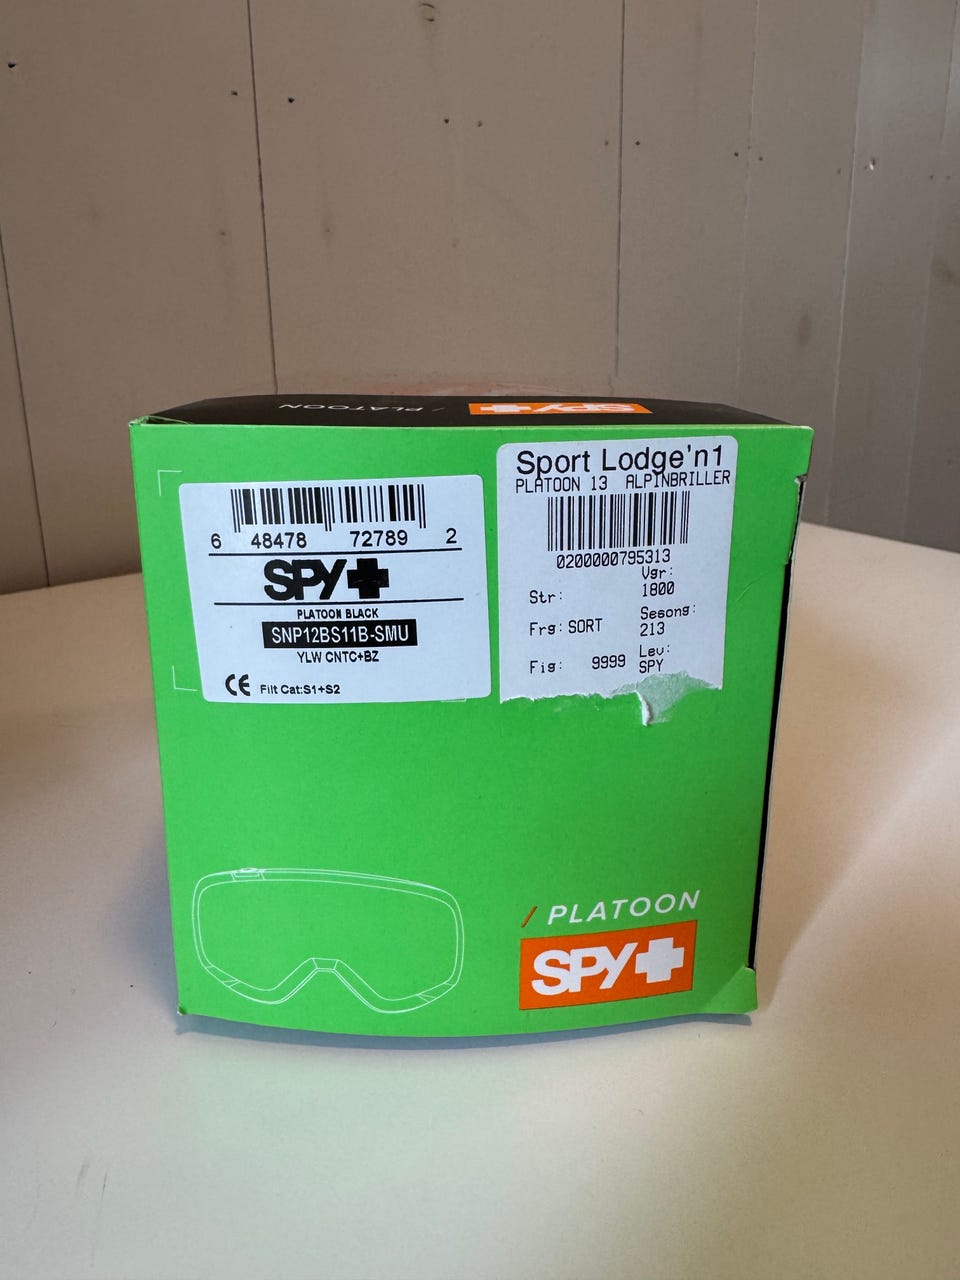 / PLATOON SPY
6 48478 72789 2
SPY
PLATOON BLACK
SNP12BS11B-SMU
YLW CNTC+BZ
CE Filt Cat:S1+S2
Sport Lodge'n1
PLATOON 13 ALPINBRILLER
0200000795313
Vgr:
Str: 1800
Sesong:
Frg: SORT 213
Lev:
Fig: 9999 SPY
/ PLATOON
SPY